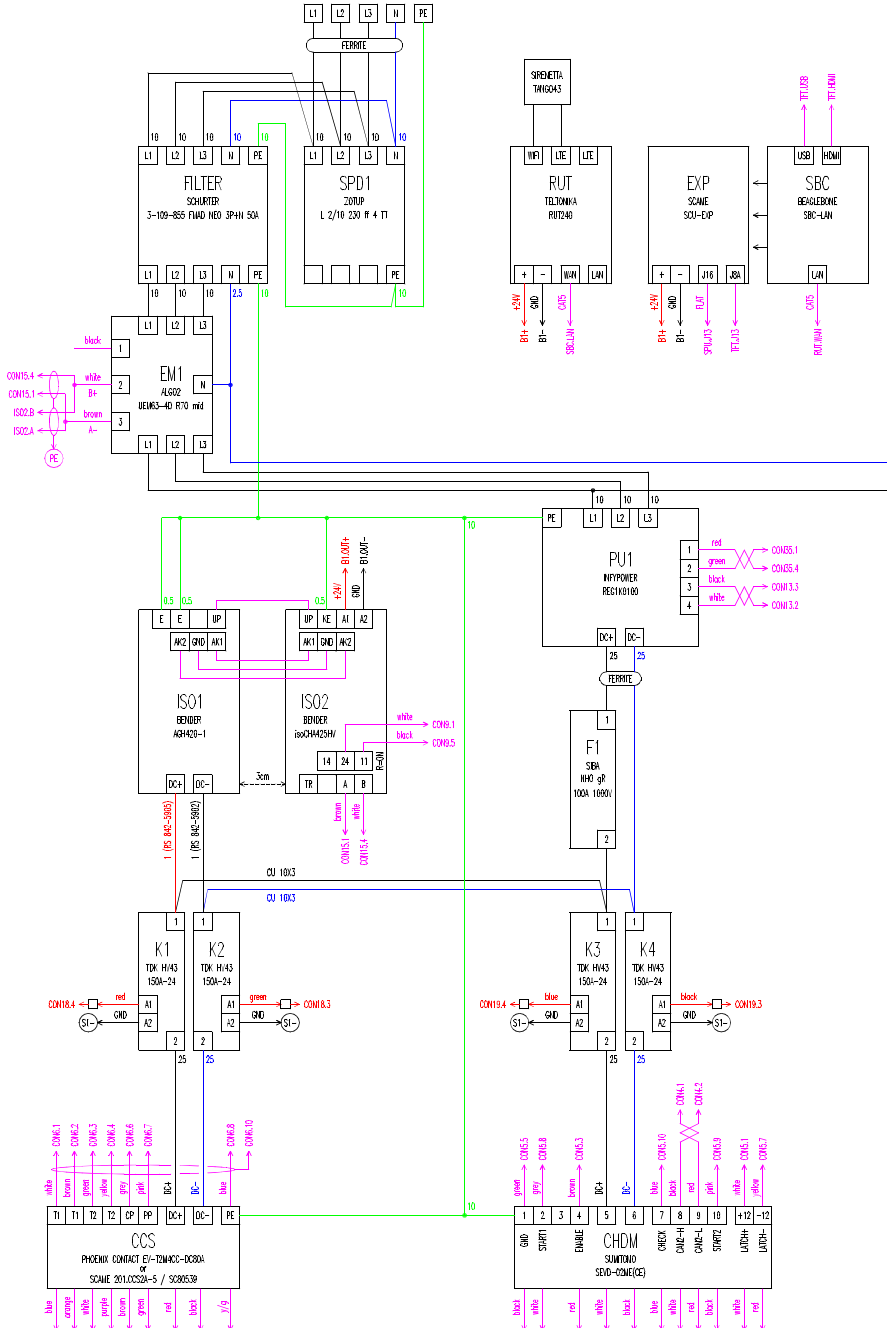 L1 L2 L3 N PE
FERRITE
SIRENETTA
TANGO43
TFT.USB TFT.HDMI
10 10 10 10 10
L1 L2 L3 N PE
FILTER
SCHURTER
3-109-855 FMAD NEO 3P+N 50A
L1 L2 L3 N PE
L1 L2 L3 N
SPD1
ZOTUP
L 2/10 230 ff 4 TT
PE
10
WIFI LTE LTE
RUT
TELTONIKA
RUT240
+ - WAN LAN
+24V GND CAT5
B1+ B1- SBC.LAN
EXP
SCAME
SCU-EXP
+ - J16 J8A
+24V GND FLAT
B1+ B1- SPU.J13 TFT.J13
USB HDMI
SBC
BEAGLEBONE
SBC-LAN
LAN
CAT5
RUT.WAN
10 10 10 2.5 10
L1 L2 L3
black 1
CON15.4 white 2
CON15.1 B+
ISO2.B brown 3
ISO2.A A-
PE
EM1
ALGO2
UEM63-4D R70 mid
N
L1 L2 L3
10 10 10
10
PE L1 L2 L3
PU1
INFYPOWER
REG1K0100
1 red CON35.1
2 green CON35.4
3 black CON13.3
4 white CON13.2
DC+ DC-
25 25
FERRITE
B1.OUT+ B1.OUT-
+24V GND
0.5 0.5 0.5
E E UP
AK2 GND AK1
ISO1
BENDER
AGH420-1
DC+ DC-
UP KE A1 A2
AK1 GND AK2
ISO2
BENDER
isoCHA425HV
14 24 11
R=ON
TR A B
white CON9.1
black CON9.5
3cm
brown white
CON15.1 CON15.4
1 (RS 842-5905) 1 (RS 842-5902)
1
F1
SIBA
NH0 gR
100A 1000V
2
CU 10X3
CU 10X3
1
K1
TDK HV43
150A-24
A1
A2
2
CON18.4 red
S1- GND
1
K2
TDK HV43
150A-24
A1
A2
2
green CON18.3
GND S1-
1
K3
TDK HV43
150A-24
A1
A2
2
CON19.4 blue
S1- GND
1
K4
TDK HV43
150A-24
A1
A2
2
black CON19.3
GND S1-
25 25 25 25
CON6.1 CON6.2 CON6.3 CON6.4 CON6.6 CON6.7 CON6.8 CON6.10
white brown green yellow grey pink DC+ DC- blue
T1 T1 T2 T2 CP PP DC+ DC- PE
CCS
PHOENIX CONTACT EV-T2M4CC-DC80A
or
SCAME 201.CCS2A-5 / SC80539
blue orange white purple brown green red black y/g
10
CON5.5 CON5.8 CON5.3 CON5.10 CON4.1 CON4.2 CON5.9 CON5.1 CON5.7
green grey brown DC+ DC- blue black red pink white yellow
1 2 3 4 5 6 7 8 9 10 +12 -12
GND START1 ENABLE CHECK CAN2-H CAN2-L START2 LATCH+ LATCH-
CHDM
SUMITOMO
SEVD-02ME(CE)
black white red white black blue white red black white red